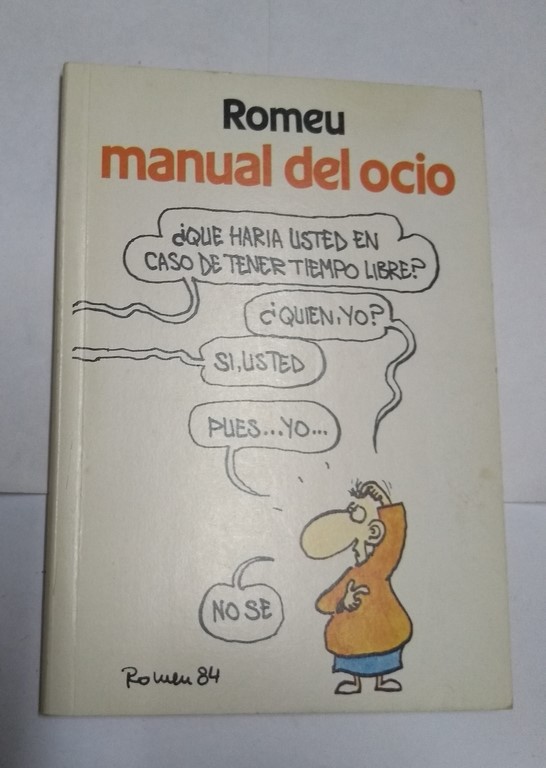 Romeu
manual del ocio
¿QUE HARIA USTED EN
CASO DE TENER TIEMPO LIBRE?
¿QUIEN, YO?
SI, USTED
PUES...YO...
NO SE
Romeu 84